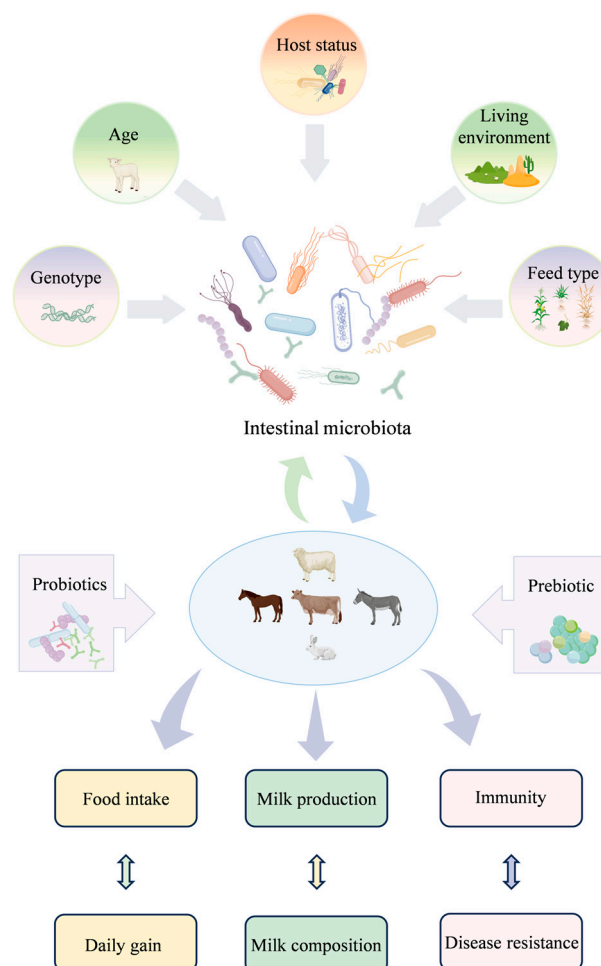 Host status
Age
Living
environment
Genotype
Feed type
Intestinal microbiota
Probiotics
Prebiotic
Food intake
Milk production
Immunity
Daily gain
Milk composition
Disease resistance